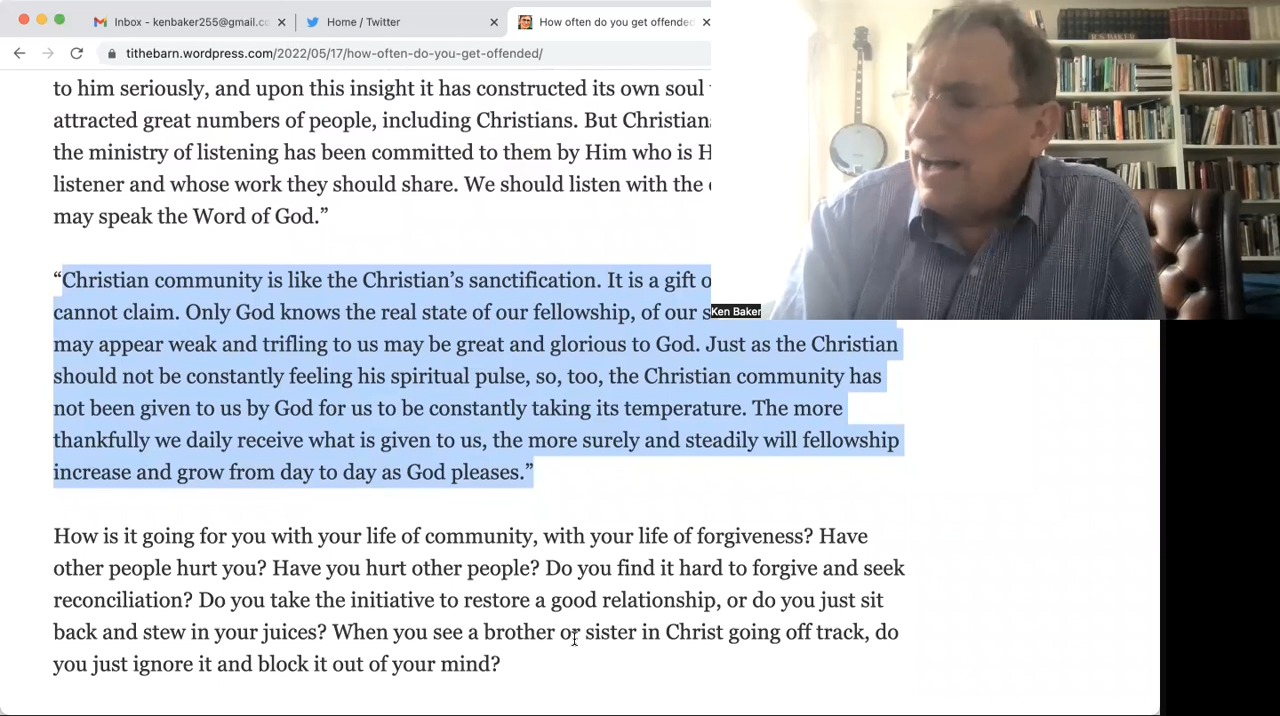 Inbox - kenbaker255@gmail.co
Home / Twitter
How often do you get offended
tithebarn.wordpress.com/2022/05/17/how-often-do-you-get-offended/
to him seriously, and upon this insight it has constructed its own soul
attracted great numbers of people, including Christians. But Christian
the ministry of listening has been committed to them by Him who is H
listener and whose work they should share. We should listen with the
may speak the Word of God.”
“Christian community is like the Christian’s sanctification. It is a gift o
cannot claim. Only God knows the real state of our fellowship, of our s
Ken Baker
may appear weak and trifling to us may be great and glorious to God. Just as the Christian
should not be constantly feeling his spiritual pulse, so, too, the Christian community has
not been given to us by God for us to be constantly taking its temperature. The more
thankfully we daily receive what is given to us, the more surely and steadily will fellowship
increase and grow from day to day as God pleases.”
How is it going for you with your life of community, with your life of forgiveness? Have
other people hurt you? Have you hurt other people? Do you find it hard to forgive and seek
reconciliation? Do you take the initiative to restore a good relationship, or do you just sit
back and stew in your juices? When you see a brother or sister in Christ going off track, do
you just ignore it and block it out of your mind?